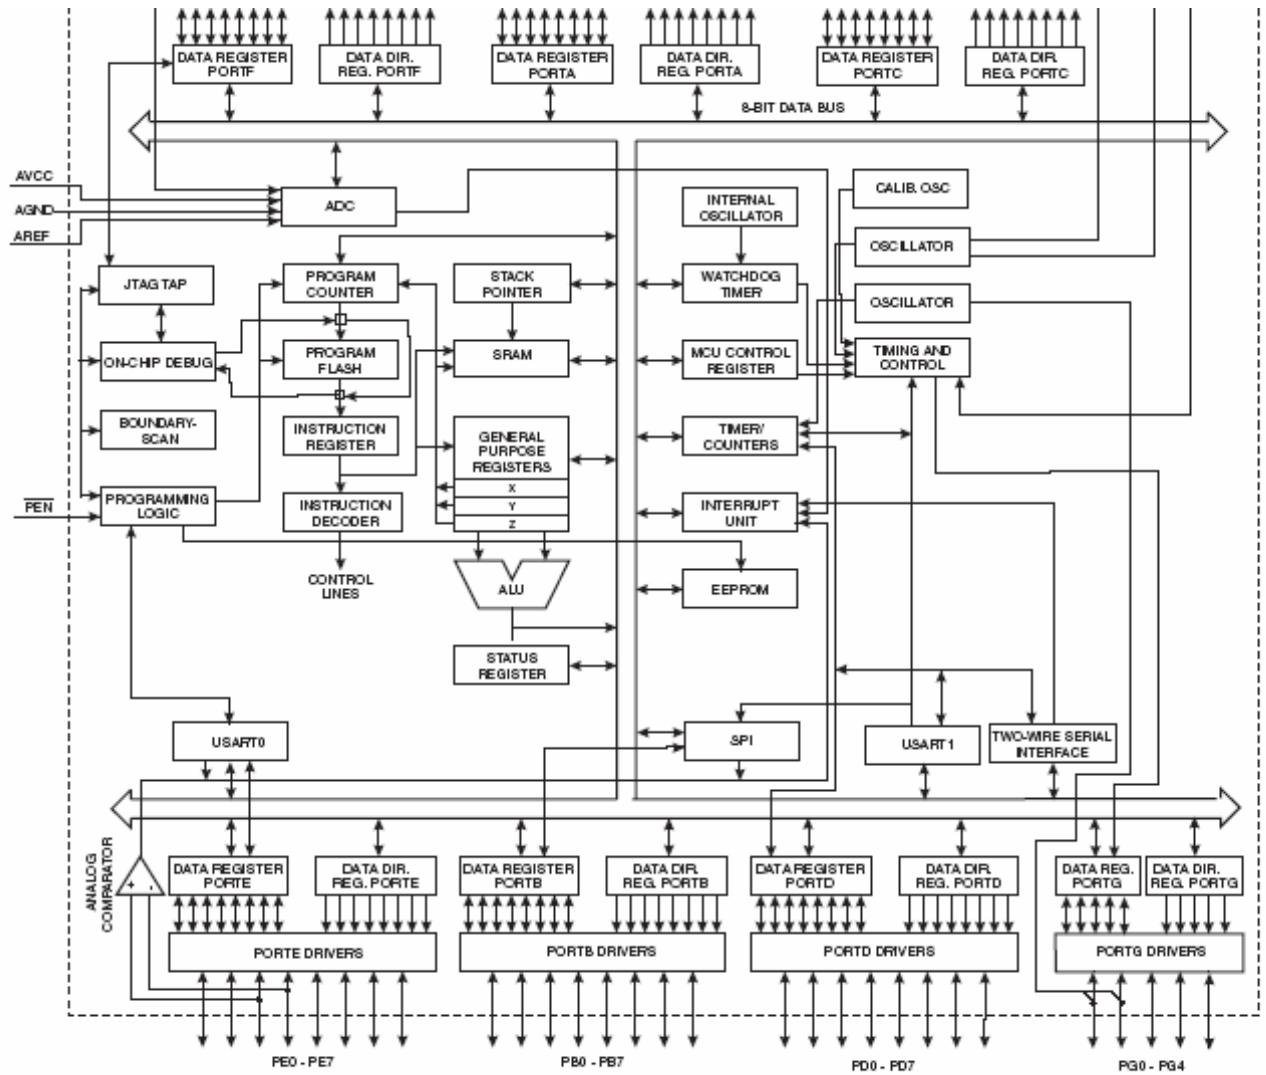 DATA REGISTER
PORTF
DATA DIR.
REG. PORTF
DATA REGISTER
PORTA
DATA DIR.
REG. PORTA
DATA REGISTER
PORTC
DATA DIR.
REG. PORTC
8-BIT DATA BUS
AVCC
AGND
AREF
ADC
INTERNAL
OSCILLATOR
CALIB. OSC
OSCILLATOR
JTAG TAP
PROGRAM
COUNTER
STACK
POINTER
WATCHDOG
TIMER
OSCILLATOR
ON-CHIP DEBUG
PROGRAM
FLASH
SRAM
MCU CONTROL
REGISTER
TIMING AND
CONTROL
BOUNDARY-
SCAN
INSTRUCTION
REGISTER
GENERAL
PURPOSE
REGISTERS
X
Y
Z
TIMER/
COUNTERS
PEN
PROGRAMMING
LOGIC
INSTRUCTION
DECODER
INTERRUPT
UNIT
CONTROL
LINES
ALU
EEPROM
STATUS
REGISTER
USART0
SPI
USART1
TWO-WIRE SERIAL
INTERFACE
ANALOG
COMPARATOR
+
-
DATA REGISTER
PORTE
DATA DIR.
REG. PORTE
DATA REGISTER
PORTB
DATA DIR.
REG. PORTB
DATA REGISTER
PORTD
DATA DIR.
REG. PORTD
DATA REG.
PORTG
DATA DIR.
REG. PORTG
PORTE DRIVERS
PORTB DRIVERS
PORTD DRIVERS
PORTG DRIVERS
PE0 - PE7
PB0 - PB7
PD0 - PD7
PG0 - PG4